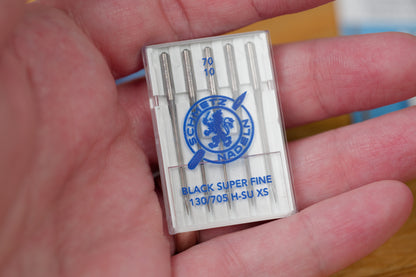 70
10
SCHMETZ
NADELN
BLACK SUPER FINE
130/705 H-SU XS